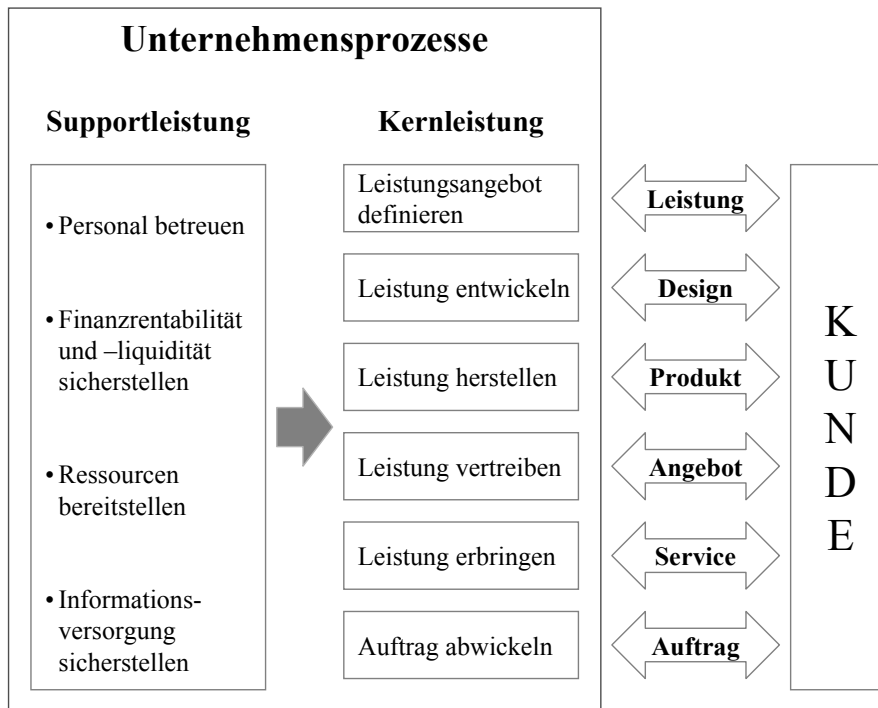 Unternehmensprozesse
Supportleistung
Kernleistung
• Personal betreuen
• Finanzrentabilität
und –liquidität
sicherstellen
• Ressourcen
bereitstellen
• Informations-
versorgung
sicherstellen
Leistungsangebot
definieren
Leistung entwickeln
Leistung herstellen
Leistung vertreiben
Leistung erbringen
Auftrag abwickeln
Leistung
Design
Produkt
Angebot
Service
Auftrag
K
U
N
D
E